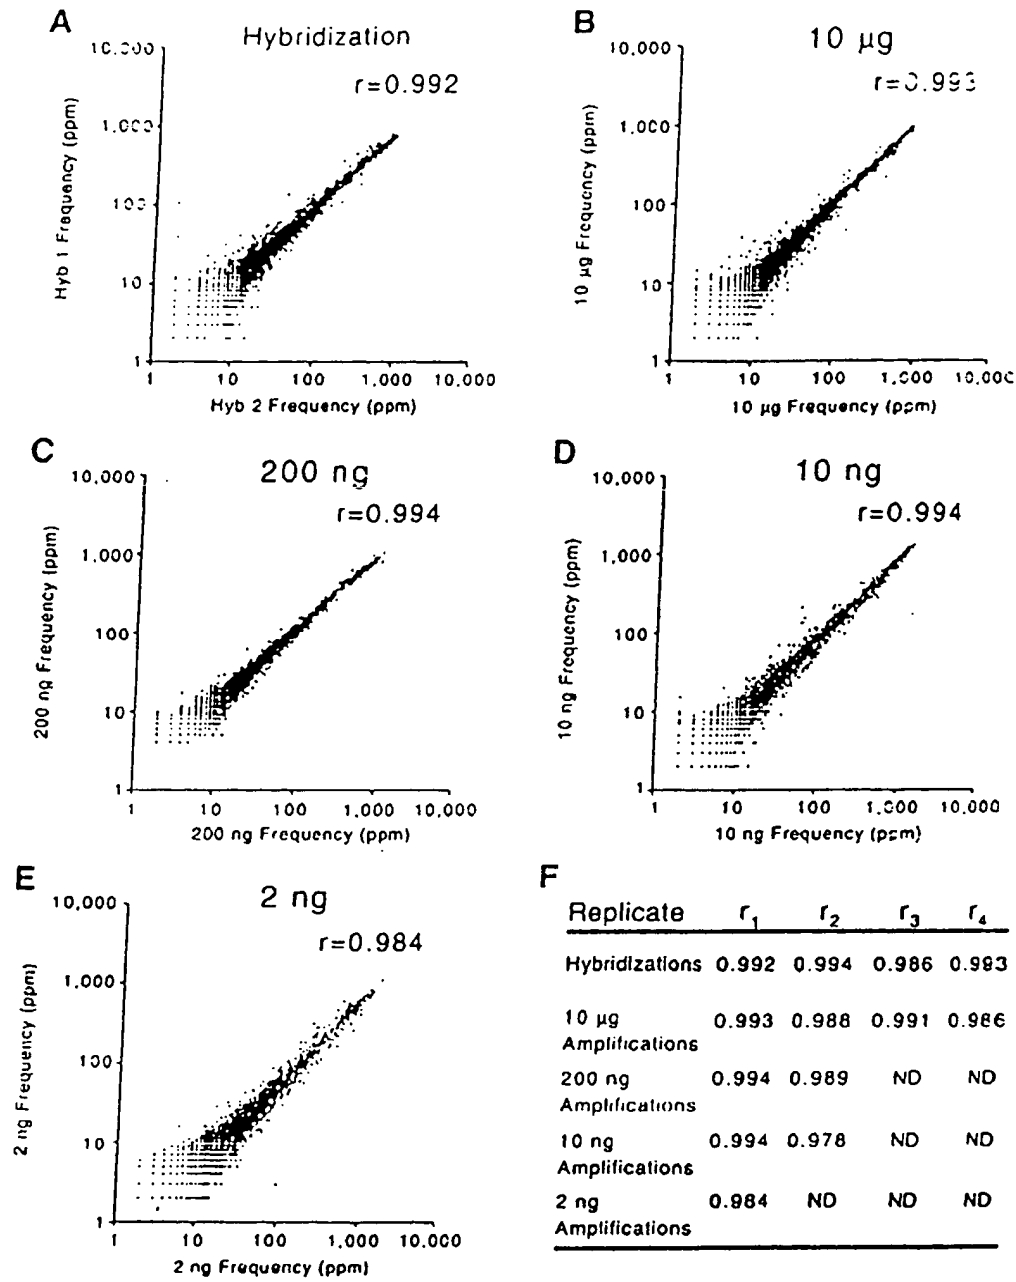 A
Hybridization
r=0.992
10.000
1.000
100
10
1
1 10 100 1,000 10.000
Hyb 1 Frequency (ppm)
Hyb 2 Frequency (ppm)
B
10 µg
r=0.993
10,000
1.000
100
10
1
1 10 100 1,000 10,000
10 µg Frequency (ppm)
10 µg Frequency (ppm)
C
200 ng
r=0.994
10,000
1,000
100
10
1
1 10 100 1,000 10,000
200 ng Frequency (ppm)
200 ng Frequency (ppm)
D
10 ng
r=0.994
10,000
1,000
100
10
1
1 10 100 1,000 10,000
10 ng Frequency (ppm)
10 ng Frequency (ppm)
E
2 ng
r=0.984
10,000
1,000
100
10
1
1 10 100 1,000 10,000
2 ng Frequency (ppm)
2 ng Frequency (ppm)
F
Replicate r1 r2 r3 r4
Hybridizations 0.992 0.994 0.986 0.993
10 µg 0.993 0.988 0.991 0.986
Amplifications
200 ng 0.994 0.989 ND ND
Amplifications
10 ng 0.994 0.978 ND ND
Amplifications
2 ng 0.984 ND ND ND
Amplifications